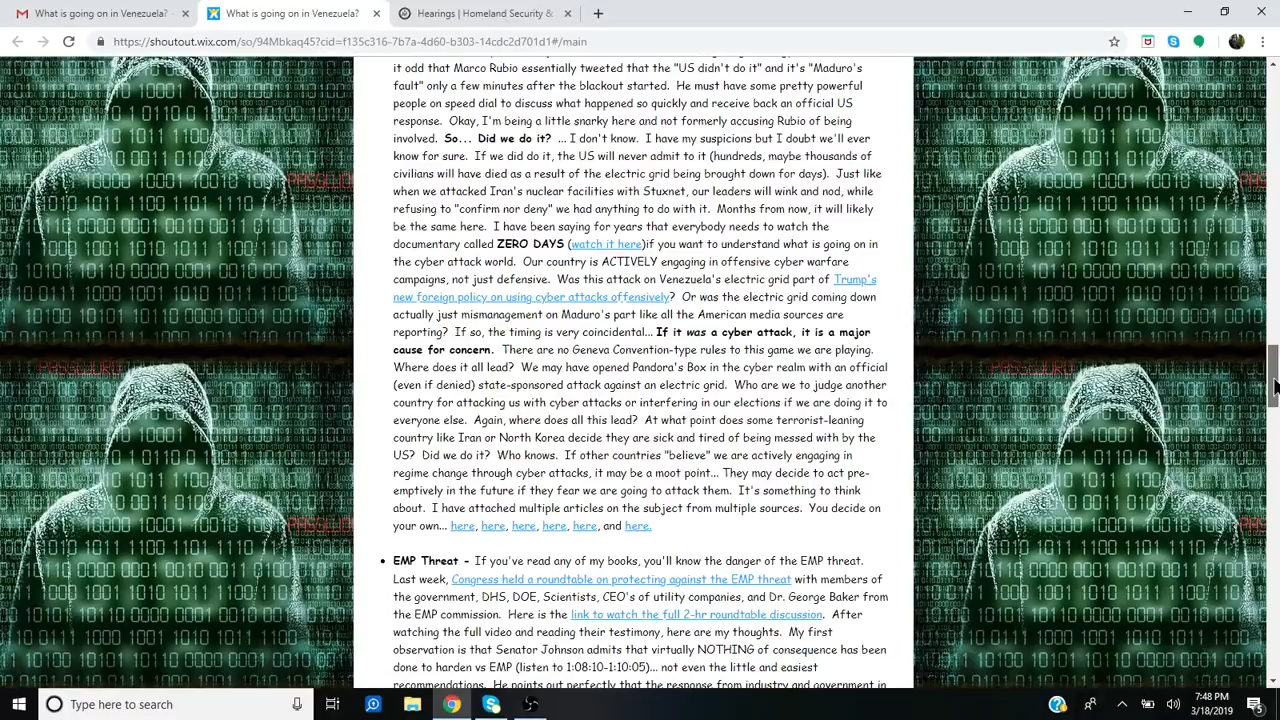 What is going on in Venezuela? -
What is going on in Venezuela?
Hearings | Homeland Security &
https://shoutout.wix.com/so/94Mbkaq45?cid=f135c316-7b7a-4d60-b303-14cdc2d701d1#/main
it odd that Marco Rubio essentially tweeted that the "US didn't do it" and it's "Maduro's
fault" only a few minutes after the blackout started. He must have some pretty powerful
people on speed dial to discuss what happened so quickly and receive back an official US
response. Okay, I'm being a little snarky here and not formerly accusing Rubio of being
involved. So... Did we do it? ... I don't know. I have my suspicions but I doubt we'll ever
know for sure. If we did do it, the US will never admit to it (hundreds, maybe thousands of
civilians will have died as a result of the electric grid being brought down for days). Just like
when we attacked Iran's nuclear facilities with Stuxnet, our leaders will wink and nod, while
refusing to "confirm nor deny" we had anything to do with it. Months from now, it will likely
be the same here. I have been saying for years that everybody needs to watch the
documentary called ZERO DAYS (watch it here)if you want to understand what is going on in
the cyber attack world. Our country is ACTIVELY engaging in offensive cyber warfare
campaigns, not just defensive. Was this attack on Venezuela's electric grid part of Trump's
new foreign policy on using cyber attacks offensively? Or was the electric grid coming down
actually just mismanagement on Maduro's part like all the American media sources are
reporting? If so, the timing is very coincidental... If it was a cyber attack, it is a major
cause for concern. There are no Geneva Convention-type rules to this game we are playing.
Where does it all lead? We may have opened Pandora's Box in the cyber realm with an official
(even if denied) state-sponsored attack against an electric grid. Who are we to judge another
country for attacking us with cyber attacks or interfering in our elections if we are doing it to
everyone else. Again, where does all this lead? At what point does some terrorist-leaning
country like Iran or North Korea decide they are sick and tired of being messed with by the
US? Did we do it? Who knows. If other countries "believe" we are actively engaging in
regime change through cyber attacks, it may be a moot point... They may decide to act pre-
emptively in the future if they fear we are going to attack them. It's something to think
about. I have attached multiple articles on the subject from multiple sources. You decide on
your own... here, here, here, here, here, and here.
• EMP Threat - If you've read any of my books, you'll know the danger of the EMP threat.
Last week, Congress held a roundtable on protecting against the EMP threat with members of
the government, DHS, DOE, Scientists, CEO's of utility companies, and Dr. George Baker from
the EMP commission. Here is the link to watch the full 2-hr roundtable discussion. After
watching the full video and reading their testimony, here are my thoughts. My first
observation is that Senator Johnson admits that virtually NOTHING of consequence has been
done to harden vs EMP (listen to 1:08:10-1:10:05)... not even the little and easiest
recommendations. He points out perfectly that the response from industry and government in
Type here to search
7:48 PM
3/18/2019